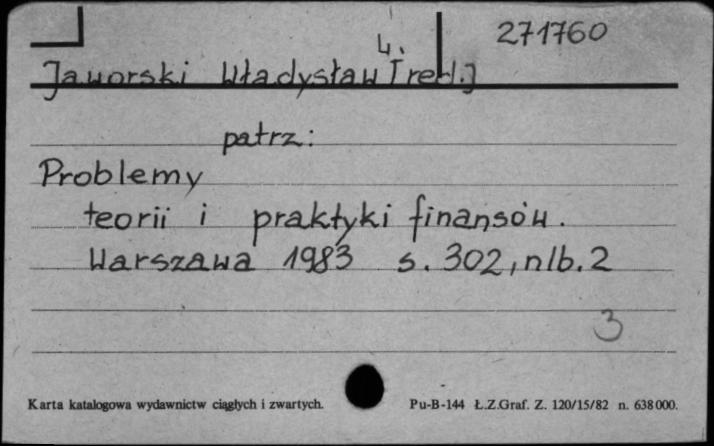 271760
4.
Jaworski Władysław [red.]
patrz:
Problemy
teorii i praktyki finansów.
Warszawa 1983 s. 302, nlb. 2
3
Karta katalogowa wydawnictw ciągłych i zwartych. Pu-B-144 Ł.Z.Graf. Z. 120/15/82 n. 638 000.